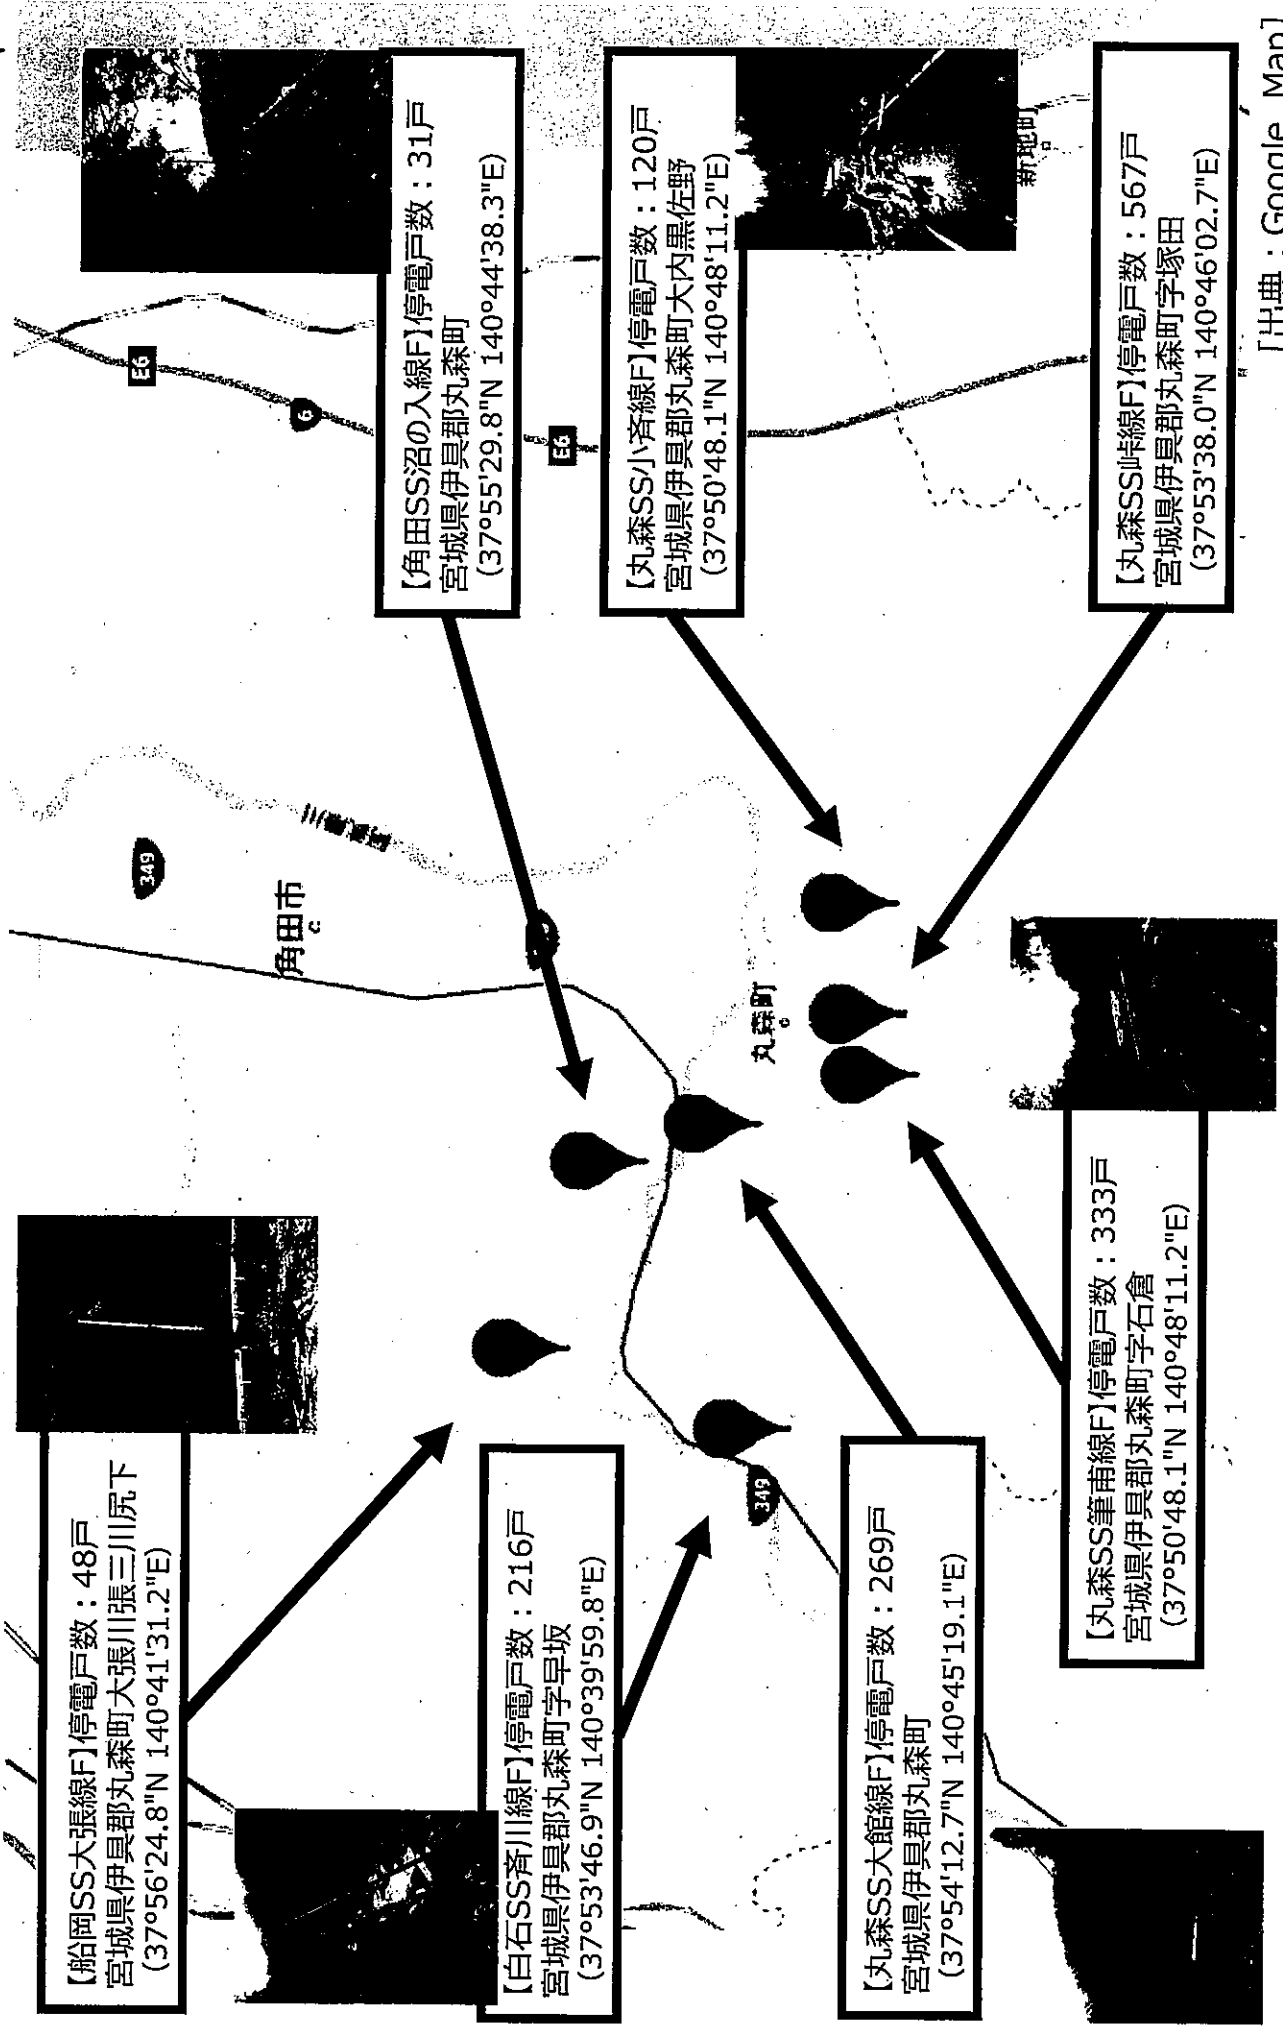 【船岡SS大張線F】停電戸数：48戸
宮城県伊具郡丸森町大張川張三川尻下
(37°56'24.8"N 140°41'31.2"E)
【白石SS斎川線F】停電戸数：216戸
宮城県伊具郡丸森町字早坂
(37°53'46.9"N 140°39'59.8"E)
【丸森SS大館線F】停電戸数：269戸
宮城県伊具郡丸森町
(37°54'12.7"N 140°45'19.1"E)
【丸森SS筆甫線F】停電戸数：333戸
宮城県伊具郡丸森町字石倉
(37°50'48.1"N 140°48'11.2"E)
349
349
角田市
丸森町
【角田SS沼の入線F】停電戸数：31戸
宮城県伊具郡丸森町
(37°55'29.8"N 140°44'38.3"E)
【丸森SS小斉線F】停電戸数：120戸
宮城県伊具郡丸森町大内黒佐野
(37°50'48.1"N 140°48'11.2"E)
【丸森SS峠線F】停電戸数：567戸
宮城県伊具郡丸森町字塚田
(37°53'38.0"N 140°46'02.7"E)
E6
6
E6
新地町
[出典：Google Map]